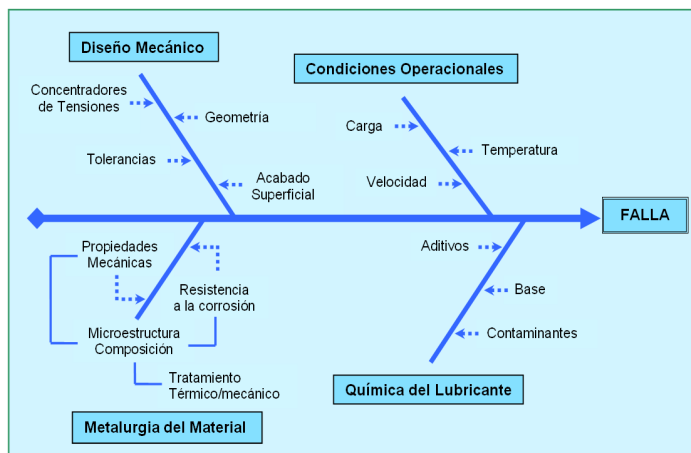 Diseño Mecánico
Condiciones Operacionales
Concentradores
de Tensiones
Geometría
Carga
Temperatura
Tolerancias
Acabado
Superficial
Velocidad
FALLA
Propiedades
Mecánicas
Aditivos
Resistencia
a la corrosión
Base
Microestructura
Composición
Contaminantes
Tratamiento
Térmico/mecánico
Química del Lubricante
Metalurgia del Material